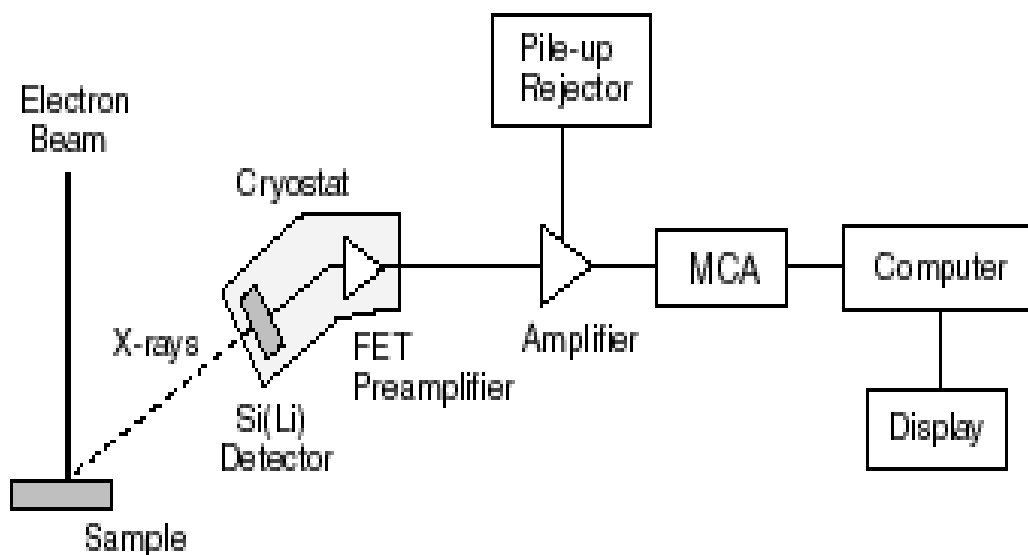 Pile-up
Rejector
Electron
Beam
Cryostat
MCA
Computer
X-rays
FET
Preamplifier
Amplifier
Si(Li)
Detector
Display
Sample